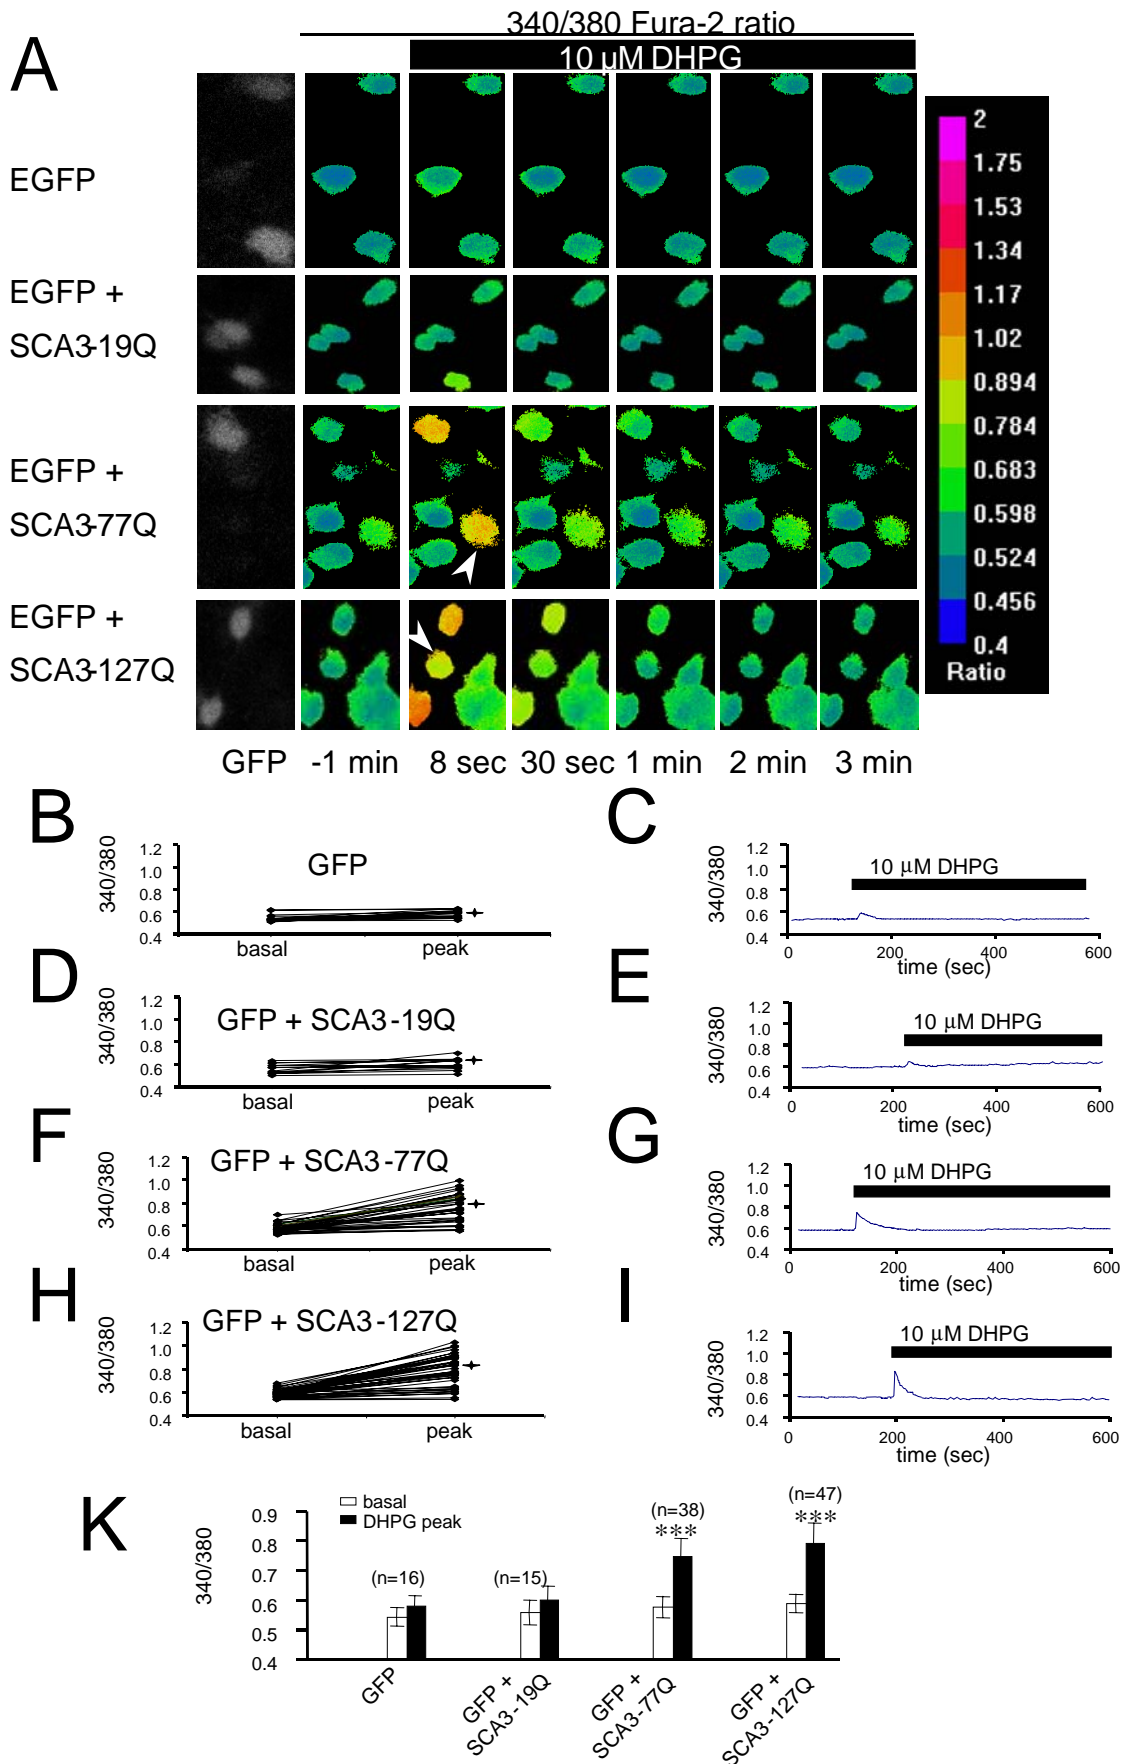 340/380 Fura-2 ratio
A
10 µM DHPG
EGFP
EGFP +
SCA3-19Q
EGFP +
SCA3-77Q
EGFP +
SCA3-127Q
2
1.75
1.53
1.34
1.17
1.02
0.894
0.784
0.683
0.598
0.524
0.456
0.4
Ratio
GFP -1 min 8 sec 30 sec 1 min 2 min 3 min
B
340/380
1.2
1.0
0.8
0.6
0.4
GFP
basal peak
C
340/380
1.2
1.0
0.8
0.6
0.4
10 µM DHPG
0 200 400 600
time (sec)
D
340/380
1.2
1.0
0.8
0.6
0.4
GFP + SCA3-19Q
basal peak
E
340/380
1.2
1.0
0.8
0.6
0.4
10 µM DHPG
0 200 400 600
time (sec)
F
340/380
1.2
1.0
0.8
0.6
0.4
GFP + SCA3-77Q
basal peak
G
340/380
1.2
1.0
0.8
0.6
0.4
10 µM DHPG
0 200 400 600
time (sec)
H
340/380
1.2
1.0
0.8
0.6
0.4
GFP + SCA3-127Q
basal peak
I
340/380
1.2
1.0
0.8
0.6
0.4
10 µM DHPG
0 200 400 600
time (sec)
K
340/380
0.9
0.8
0.7
0.6
0.5
0.4
basal
DHPG peak
(n=16)
(n=15)
(n=38)
***
(n=47)
***
GFP
GFP +
SCA3-19Q
GFP +
SCA3-77Q
GFP +
SCA3-127Q